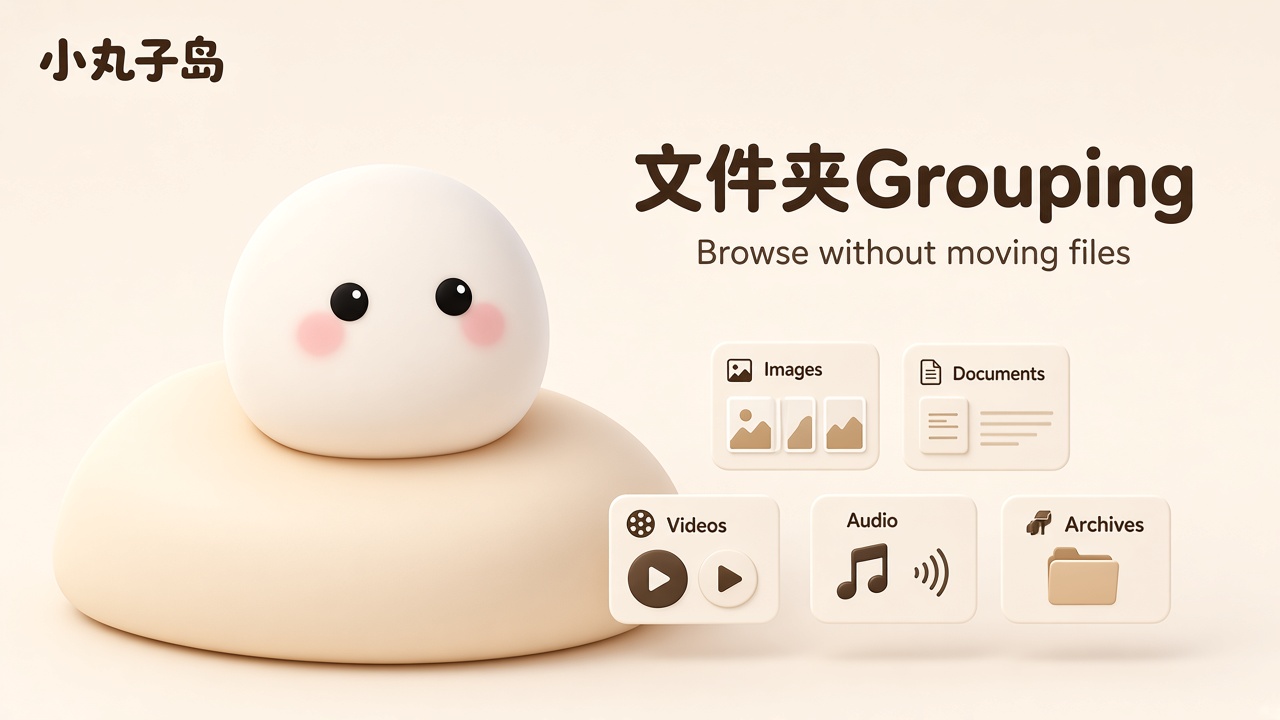 小丸子岛
文件夹Grouping
Browse without moving files
Images
Documents
Videos
Audio
Archives